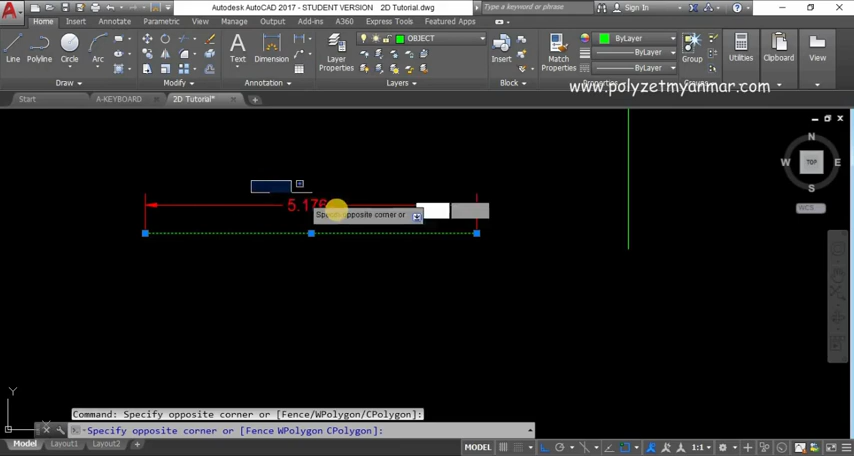 Autodesk AutoCAD 2017 - STUDENT VERSION 2D Tutorial.dwg
Sign In
Home Insert Annotate Parametric View Manage Output Add-ins A360 Express Tools Featured Apps
Line Polyline Circle Arc
Text Dimension
Layer Properties
OBJECT
Insert
Match Properties
ByLayer
ByLayer
ByLayer
Group
Utilities
Clipboard
View
Draw Modify Annotation Layers Block Properties Groups
www.polyzetmyanmar.com
Start A-KEYBOARD 2D Tutorial*
N
W TOP E
S
WCS
5.176
Specify opposite corner or
Y
Command: Specify opposite corner or [Fence/WPolygon/CPolygon]:
Specify opposite corner or [Fence WPolygon CPolygon]:
Model Layout1 Layout2
MODEL
1:1